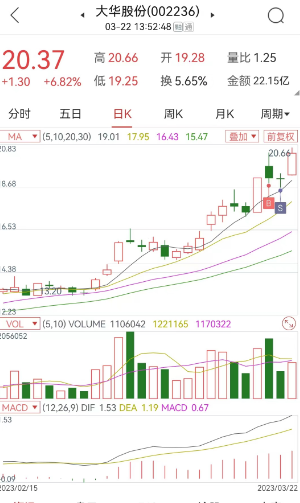 大华股份(002236)
03-22 13:52:48 通
20.37
+1.30 +6.82%
高 20.66 开 19.28 量比 1.25
低 19.25 换 5.65% 金额 22.15亿
分时 五日 日K 周K 月K 周期
MA (5,10,20,30) 19.01 17.95 16.43 15.47 叠加 前复权
20.83
20.66
18.68
B S
16.53
14.38
13.20
12.23
VOL (5,10) VOLUME 1106042 1221165 1170322
2056052
MACD (12,26,9) DIF 1.53 DEA 1.19 MACD 0.67
1.53
0.09
2023/02/15 2023/03/22